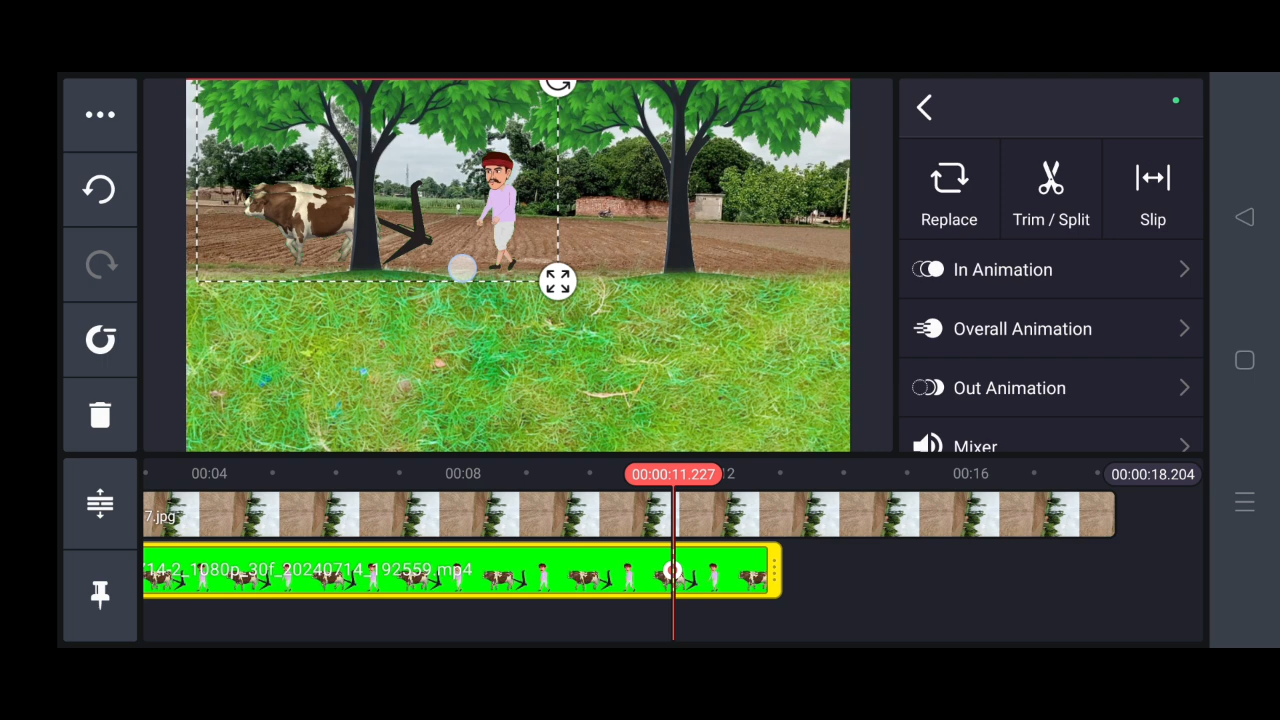 Replace
Trim / Split
Slip
In Animation
Overall Animation
Out Animation
Mixer
00:04
00:08
00:00:11.227
2
00:16
00:00:18.204
7.jpg
14-2_1080p_30f_20240714_192559.mp4